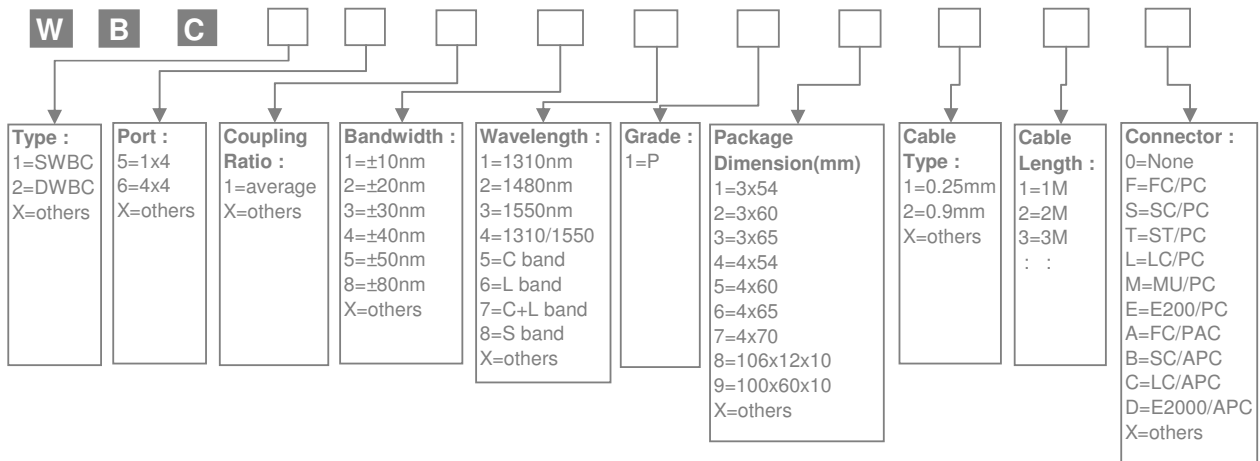 W B C
Type :
1=SWBC
2=DWBC
X=others
Port :
5=1x4
6=4x4
X=others
Coupling
Ratio :
1=average
X=others
Bandwidth :
1=±10nm
2=±20nm
3=±30nm
4=±40nm
5=±50nm
8=±80nm
X=others
Wavelength :
1=1310nm
2=1480nm
3=1550nm
4=1310/1550
5=C band
6=L band
7=C+L band
8=S band
X=others
Grade :
1=P
Package
Dimension(mm)
1=3x54
2=3x60
3=3x65
4=4x54
5=4x60
6=4x65
7=4x70
8=106x12x10
9=100x60x10
X=others
Cable
Type :
1=0.25mm
2=0.9mm
X=others
Cable
Length :
1=1M
2=2M
3=3M
: :
Connector :
0=None
F=FC/PC
S=SC/PC
T=ST/PC
L=LC/PC
M=MU/PC
E=E200/PC
A=FC/PAC
B=SC/APC
C=LC/APC
D=E2000/APC
X=others